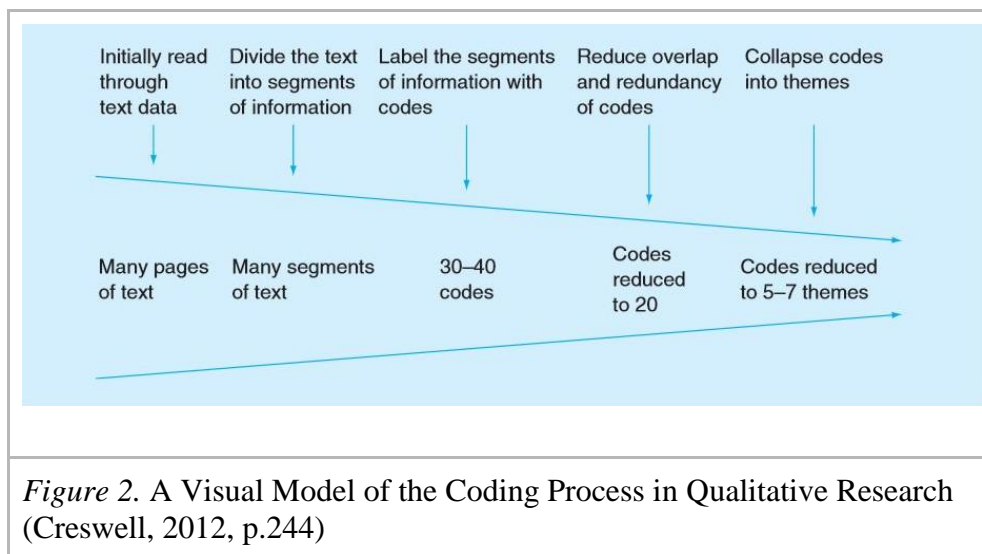 Initially read
through
text data
Divide the text
into segments
of information
Label the segments
of information with
codes
Reduce overlap
and redundancy
of codes
Collapse codes
into themes
Many pages
of text
Many segments
of text
30–40
codes
Codes
reduced
to 20
Codes reduced
to 5–7 themes
Figure 2. A Visual Model of the Coding Process in Qualitative Research
(Creswell, 2012, p.244)